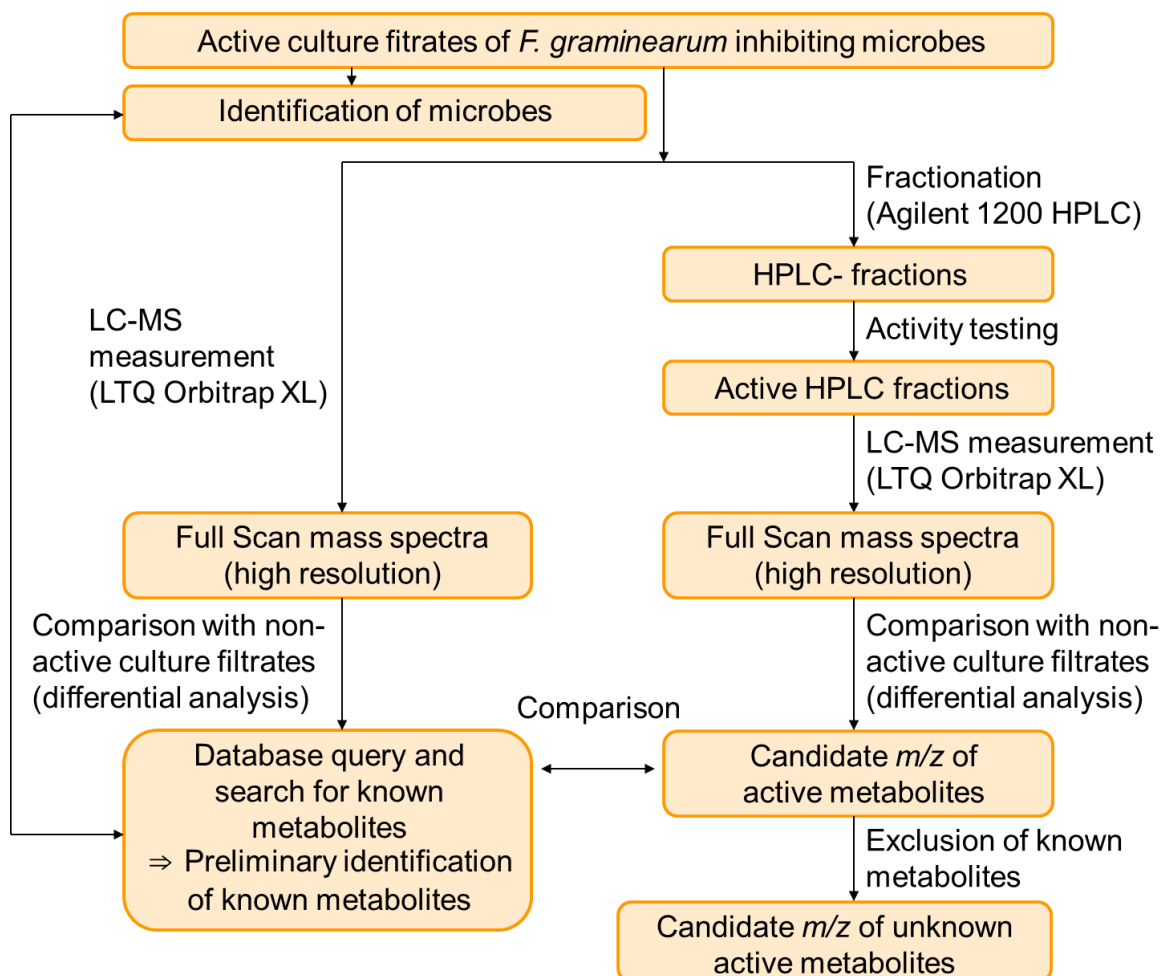 Active culture fitrates of F. graminearum inhibiting microbes
Identification of microbes
Fractionation
(Agilent 1200 HPLC)
HPLC- fractions
LC-MS
measurement
(LTQ Orbitrap XL)
Activity testing
Active HPLC fractions
LC-MS measurement
(LTQ Orbitrap XL)
Full Scan mass spectra
(high resolution)
Full Scan mass spectra
(high resolution)
Comparison with non-
active culture filtrates
(differential analysis)
Comparison with non-
active culture filtrates
(differential analysis)
Comparison
Database query and
search for known
metabolites
⇒ Preliminary identification
of known metabolites
Candidate m/z of
active metabolites
Exclusion of known
metabolites
Candidate m/z of unknown
active metabolites